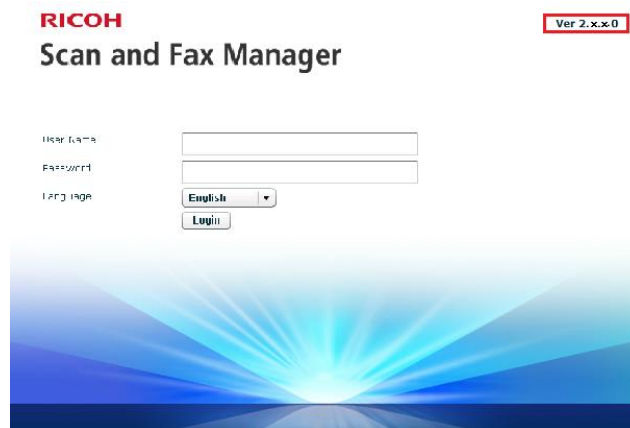 RICOH
Ver 2.x.x-0
Scan and Fax Manager
User Name
Password
Language
English
Login